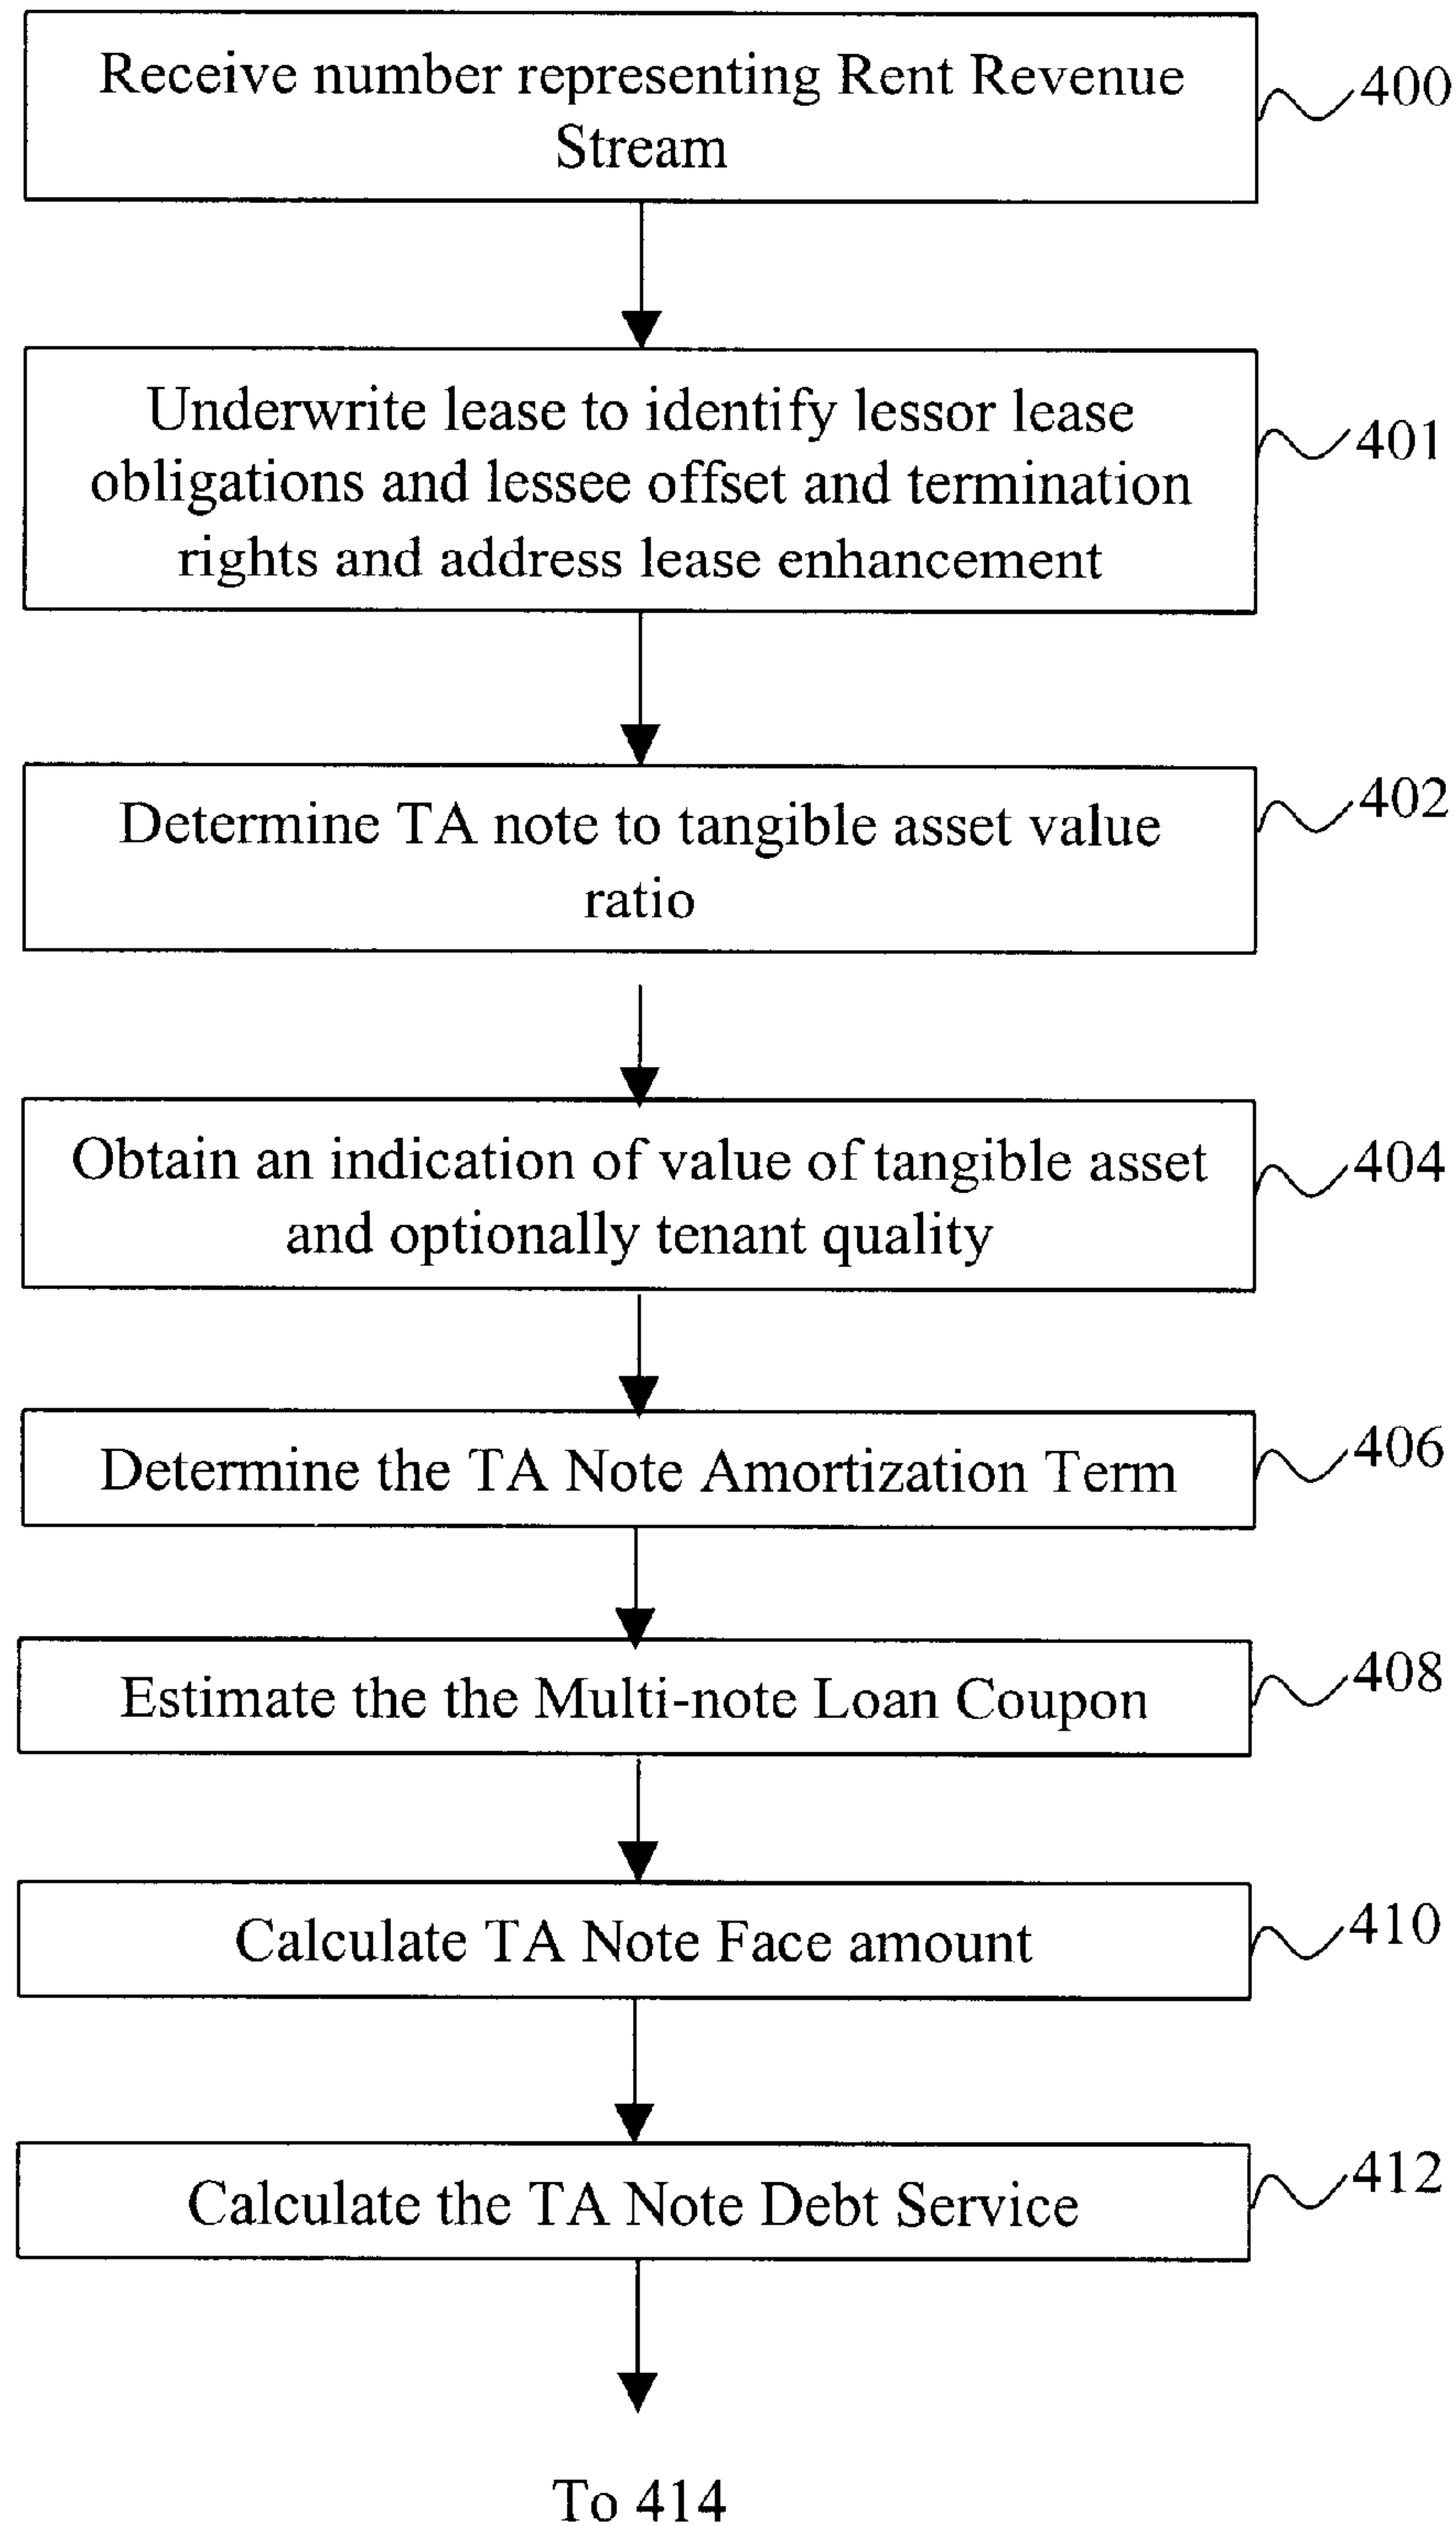 Receive number representing Rent Revenue
Stream
400
Underwrite lease to identify lessor lease
obligations and lessee offset and termination
rights and address lease enhancement
401
Determine TA note to tangible asset value
ratio
402
Obtain an indication of value of tangible asset
and optionally tenant quality
404
Determine the TA Note Amortization Term
406
Estimate the the Multi-note Loan Coupon
408
Calculate TA Note Face amount
410
Calculate the TA Note Debt Service
412
To 414